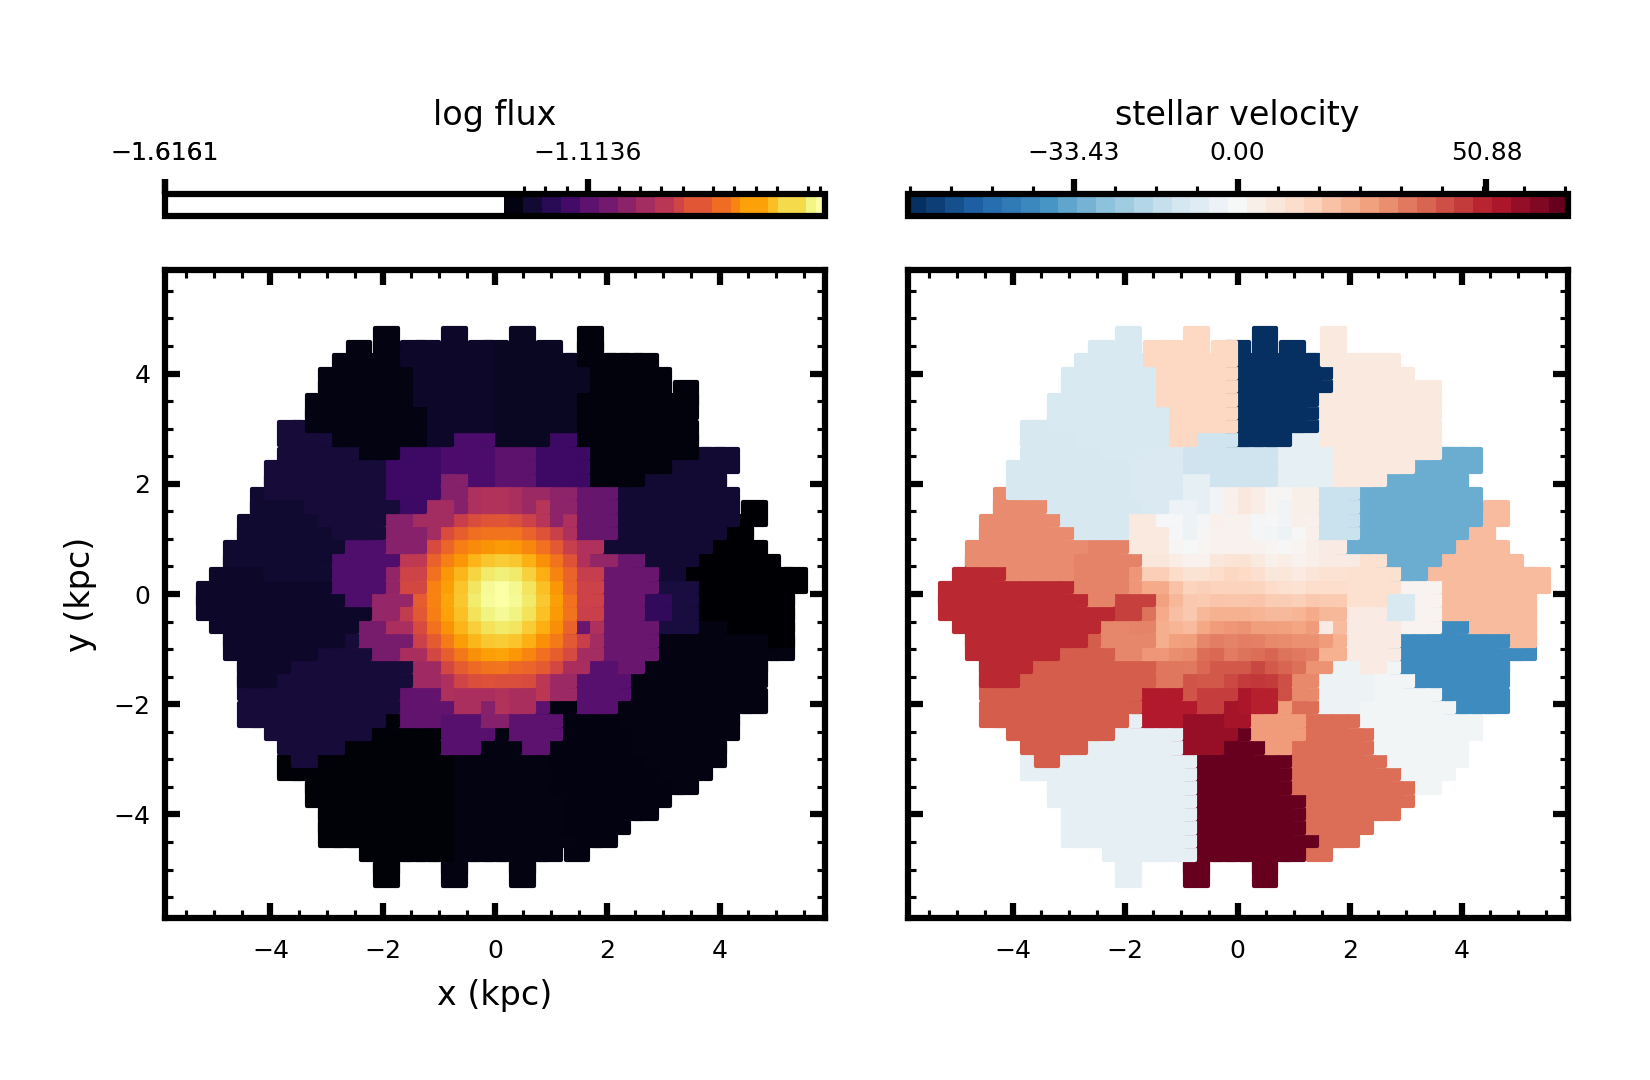 log flux
−1.6161 −1.1136
stellar velocity
−33.43 0.00 50.88
4
2
0
−2
−4
y (kpc)
−4 −2 0 2 4
x (kpc)
−4 −2 0 2 4